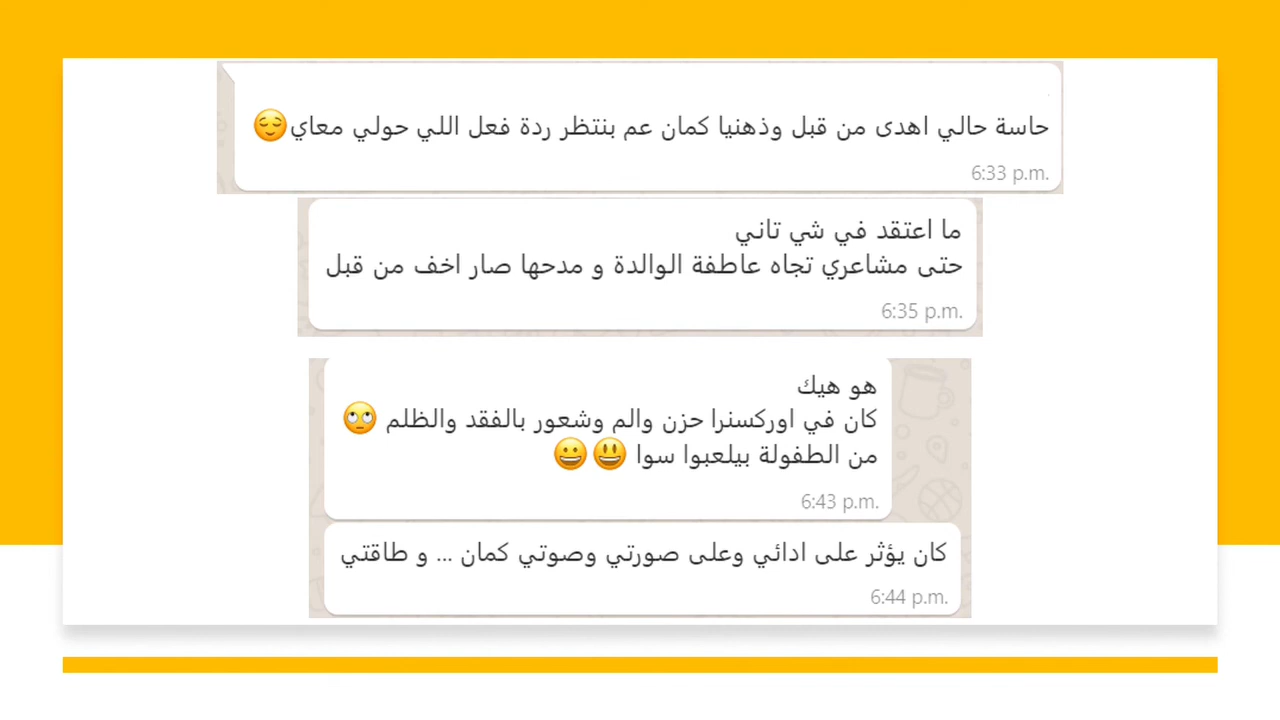 حاسة حالي اهدى من قبل وذهنيا كمان عم بنتظر ردة فعل اللي حولي معاي😌
6:33 p.m.
ما اعتقد في شي تاني
حتى مشاعري تجاه عاطفة الوالدة و مدحها صار اخف من قبل
6:35 p.m.
هو هيك
كان في اوركسنرا حزن والم وشعور بالفقد والظلم 🙄
من الطفولة بيلعبوا سوا 😃😀
6:43 p.m.
كان يؤثر على ادائي وعلى صورتي وصوتي كمان ... و طاقتي
6:44 p.m.